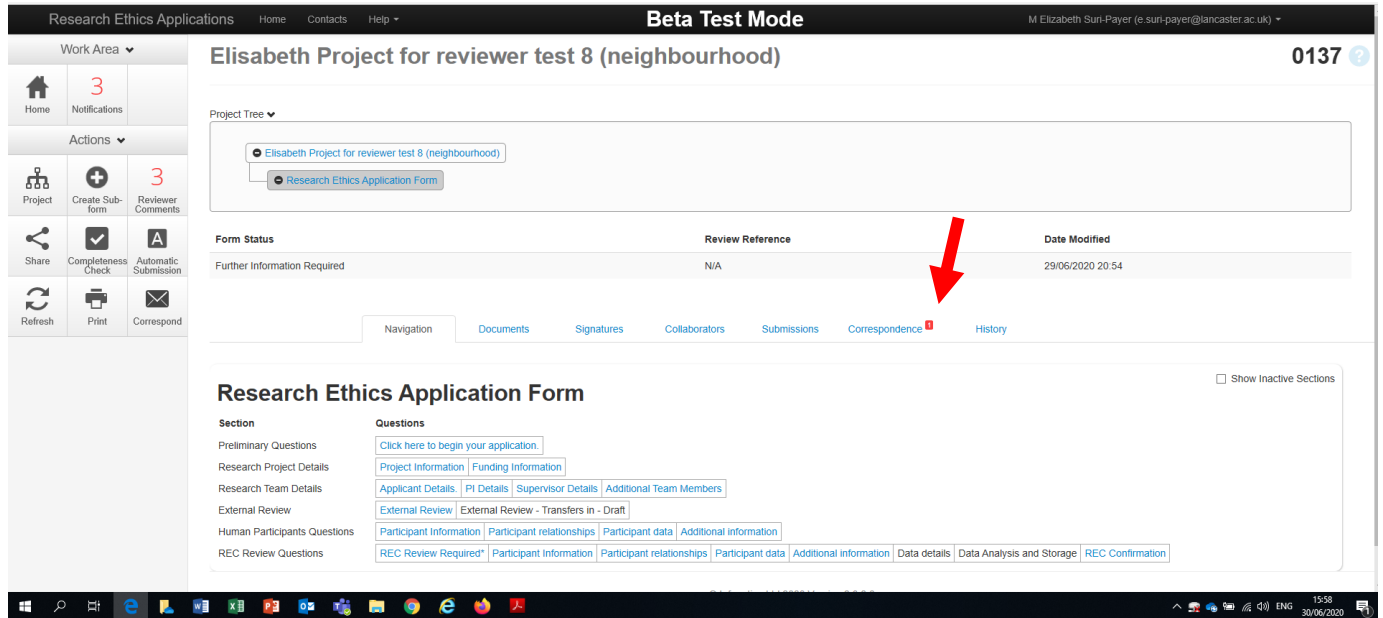 Research Ethics Applications Home Contacts Help Beta Test Mode M Elizabeth Suri-Payer (e.suri-payer@lancaster.ac.uk)
Work Area
Elisabeth Project for reviewer test 8 (neighbourhood) 0137 ?
3
Home Notifications
Project Tree
Actions
Elisabeth Project for reviewer test 8 (neighbourhood)
Research Ethics Application Form
3
Project Create Sub-form Reviewer Comments
A
Share Completeness Check Automatic Submission
Refresh Print Correspond
Form Status Review Reference Date Modified
Further Information Required N/A 29/06/2020 20:54
Navigation Documents Signatures Collaborators Submissions Correspondence 1 History
Show Inactive Sections
Research Ethics Application Form
Section Questions
Preliminary Questions Click here to begin your application.
Research Project Details Project Information Funding Information
Research Team Details Applicant Details. PI Details Supervisor Details Additional Team Members
External Review External Review External Review - Transfers in - Draft
Human Participants Questions Participant Information Participant relationships Participant data Additional information
REC Review Questions REC Review Required* Participant Information Participant relationships Participant data Additional information Data details Data Analysis and Storage REC Confirmation
ENG 15:58
30/06/2020